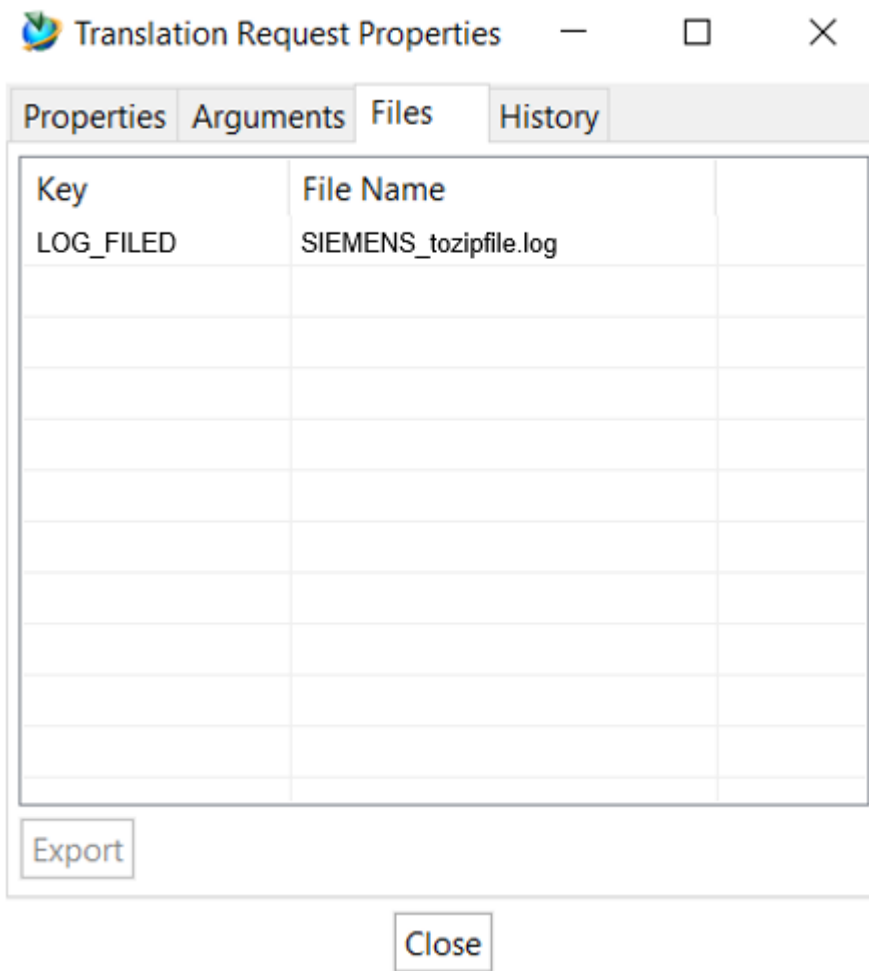 Translation Request Properties
Properties Arguments Files History
Key File Name
LOG_FILED SIEMENS_tozipfile.log
Export
Close